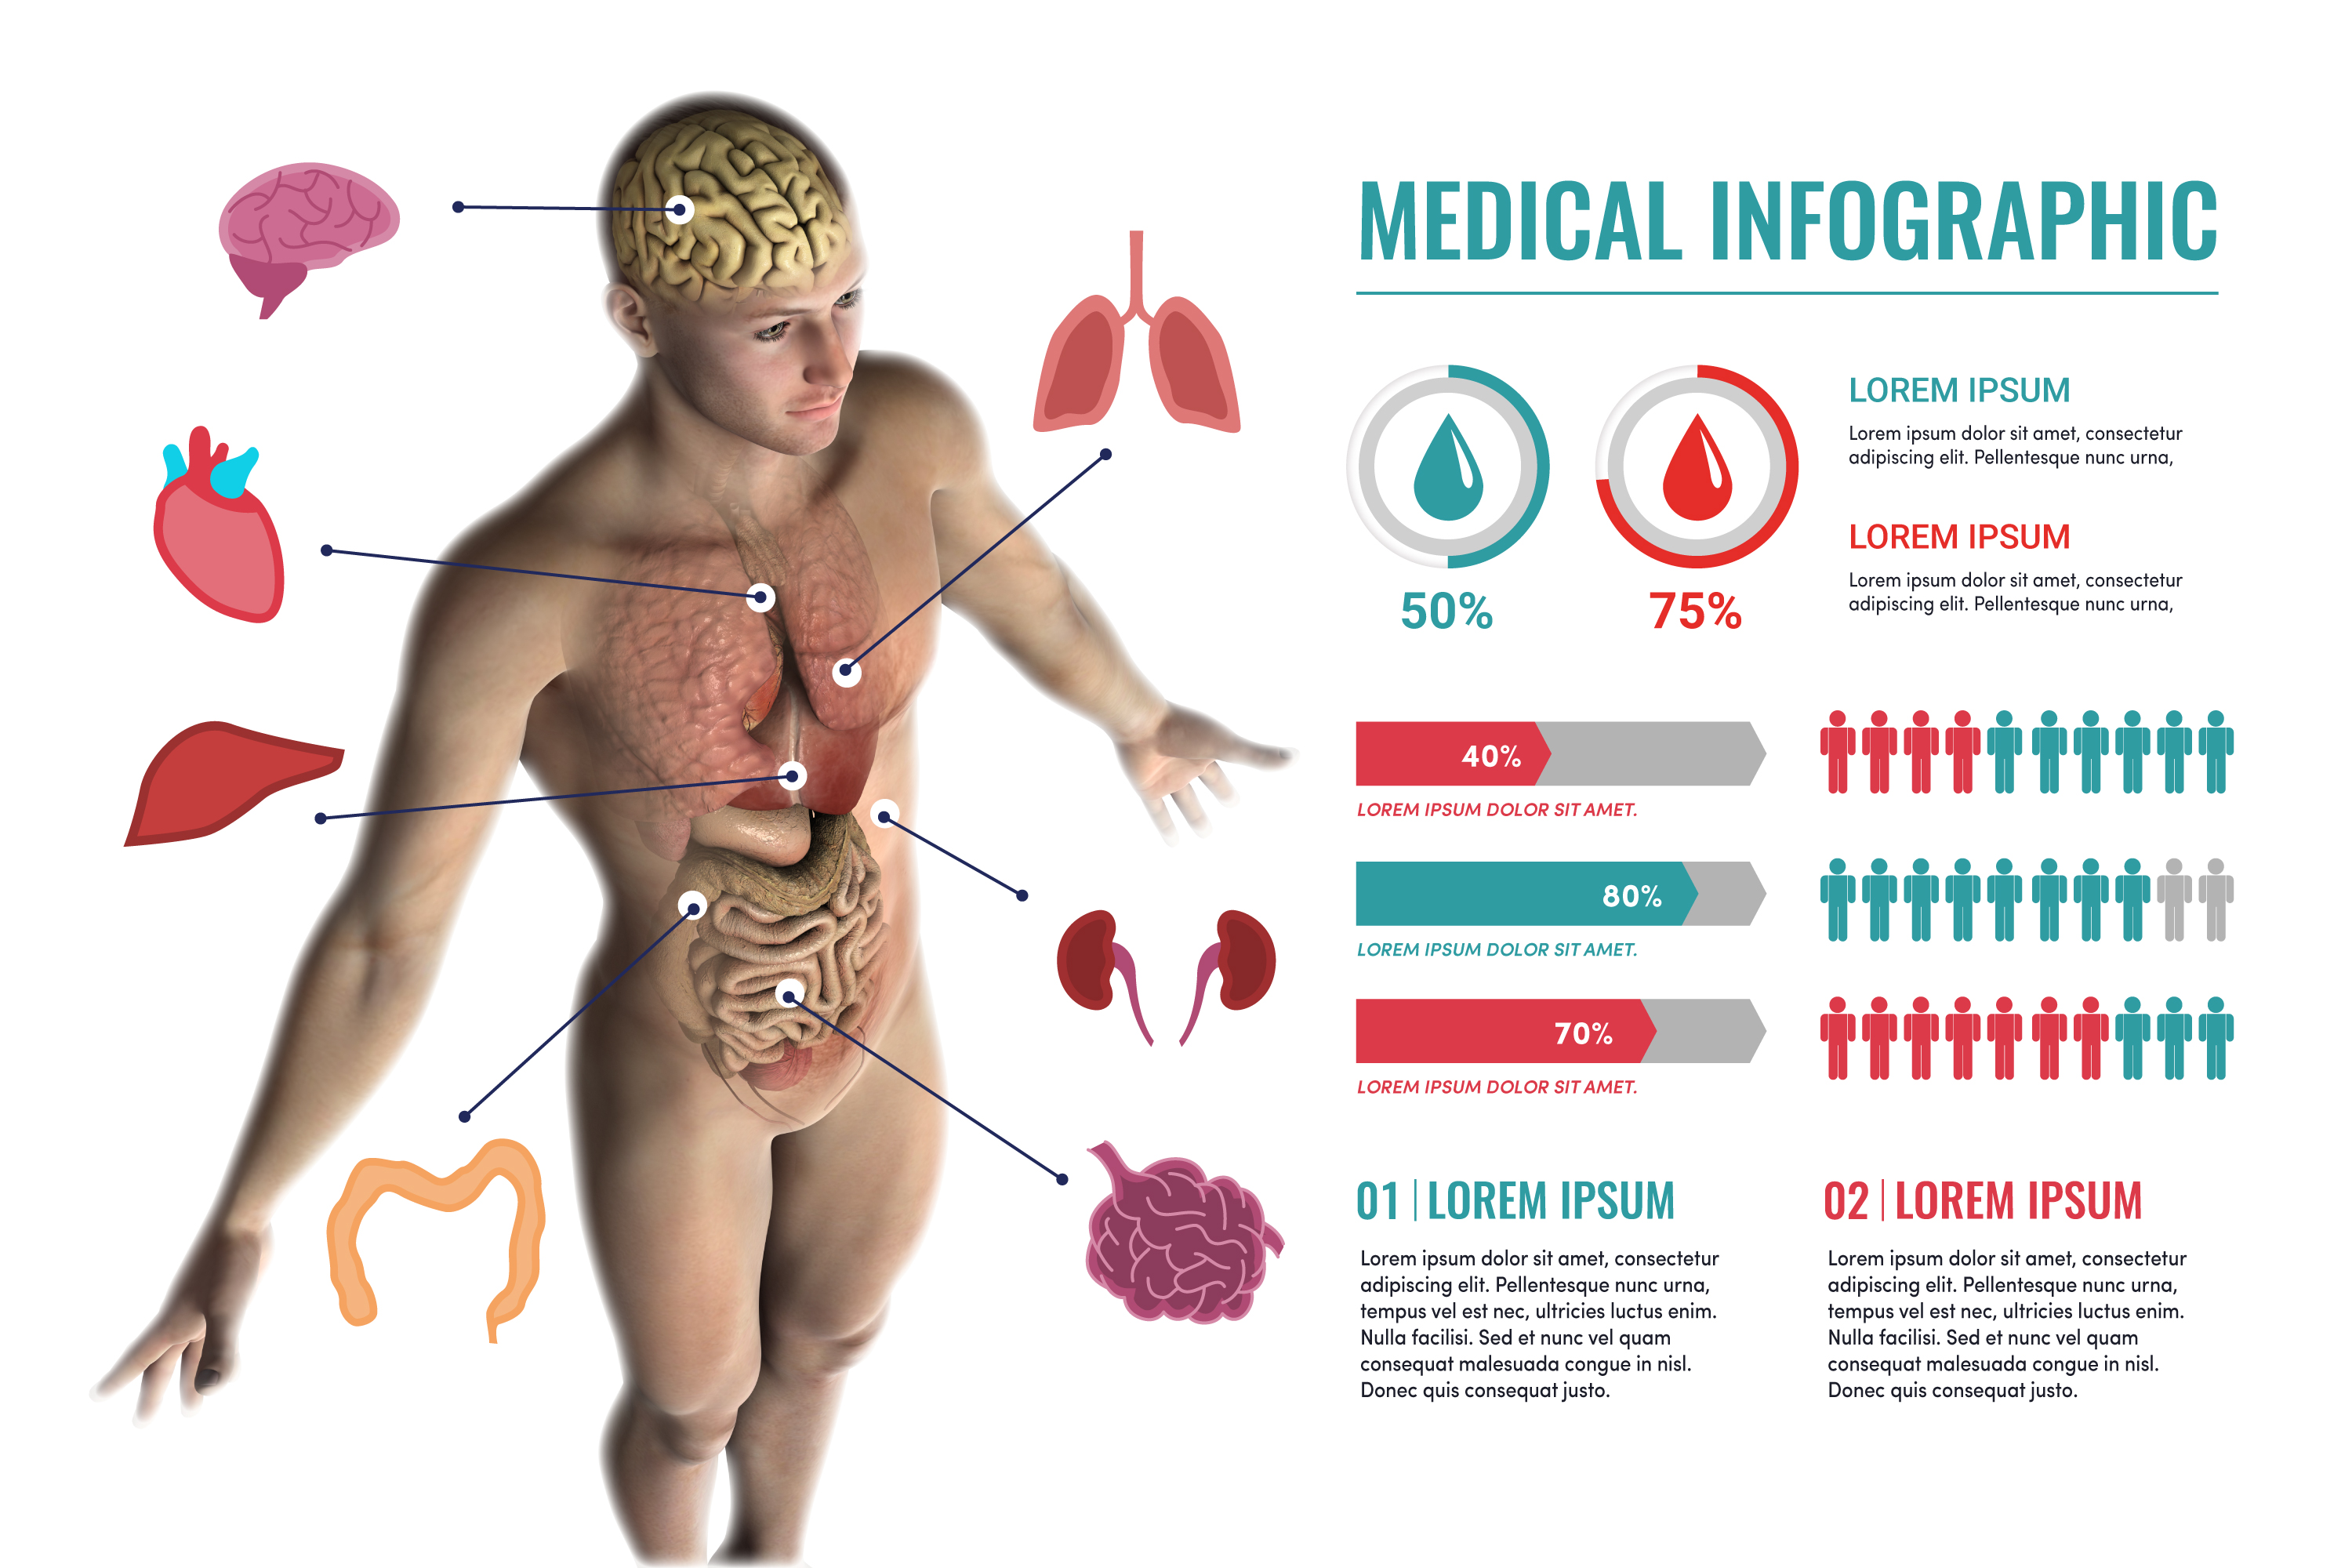 MEDICAL INFOGRAPHIC
50%
75%
LOREM IPSUM
Lorem ipsum dolor sit amet, consectetur
adipiscing elit. Pellentesque nunc urna,
LOREM IPSUM
Lorem ipsum dolor sit amet, consectetur
adipiscing elit. Pellentesque nunc urna,
40%
LOREM IPSUM DOLOR SIT AMET.
80%
LOREM IPSUM DOLOR SIT AMET.
70%
LOREM IPSUM DOLOR SIT AMET.
01 | LOREM IPSUM
Lorem ipsum dolor sit amet, consectetur
adipiscing elit. Pellentesque nunc urna,
tempus vel est nec, ultricies luctus enim.
Nulla facilisi. Sed et nunc vel quam
consequat malesuada congue in nisl.
Donec quis consequat justo.
02 | LOREM IPSUM
Lorem ipsum dolor sit amet, consectetur
adipiscing elit. Pellentesque nunc urna,
tempus vel est nec, ultricies luctus enim.
Nulla facilisi. Sed et nunc vel quam
consequat malesuada congue in nisl.
Donec quis consequat justo.